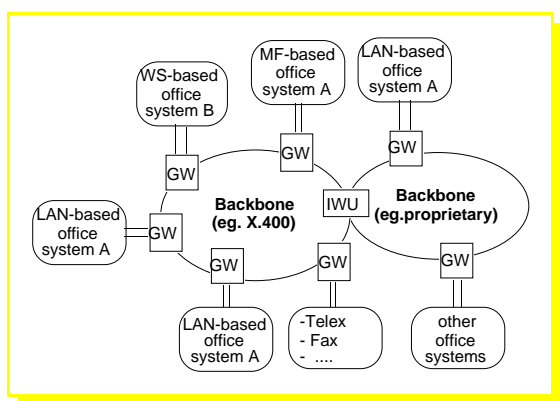 MF-based
office
system A
LAN-based
office
system A
WS-based
office
system B
GW
GW
GW
Backbone
(eg. X.400)
IWU
Backbone
(eg.proprietary)
LAN-based
office
system A
GW
GW
GW
GW
LAN-based
office
system A
-Telex
- Fax
- ....
other
office
systems